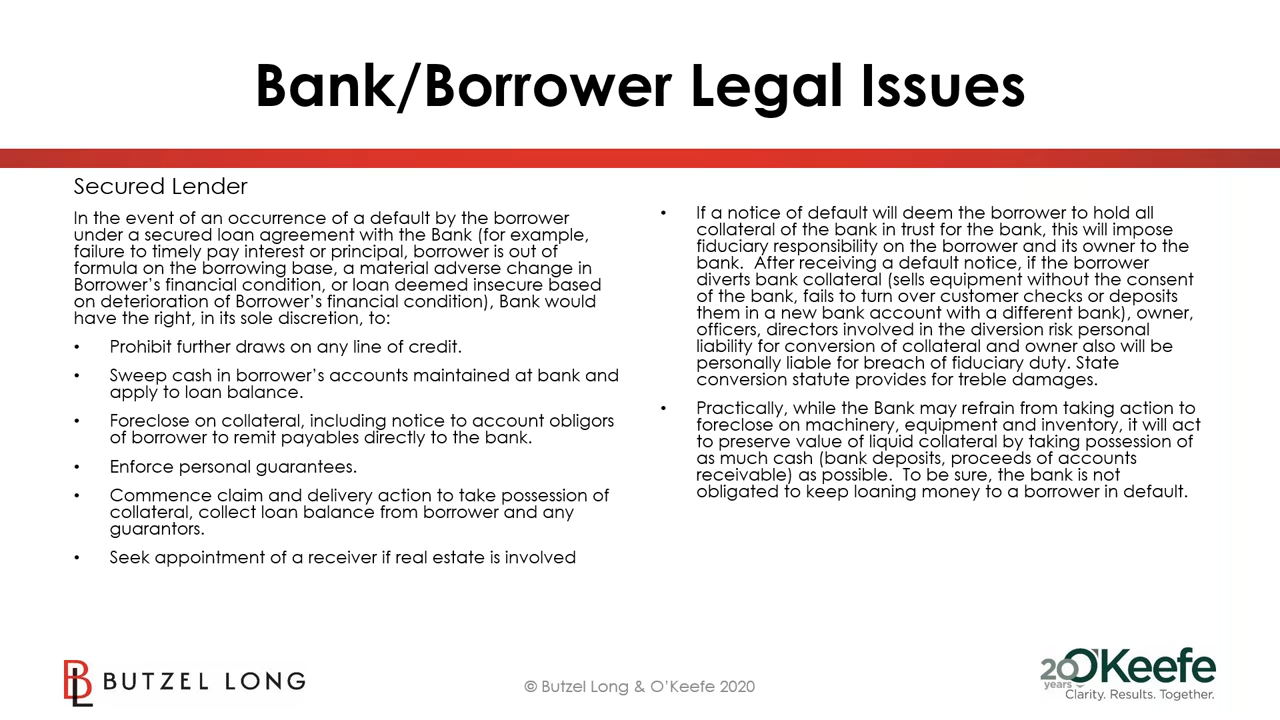 Bank/Borrower Legal Issues
Secured Lender
In the event of an occurrence of a default by the borrower
under a secured loan agreement with the Bank (for example,
failure to timely pay interest or principal, borrower is out of
formula on the borrowing base, a material adverse change in
Borrower's financial condition, or loan deemed insecure based
on deterioration of Borrower's financial condition), Bank would
have the right, in its sole discretion, to:
• Prohibit further draws on any line of credit.
• Sweep cash in borrower's accounts maintained at bank and
apply to loan balance.
• Foreclose on collateral, including notice to account obligors
of borrower to remit payables directly to the bank.
• Enforce personal guarantees.
• Commence claim and delivery action to take possession of
collateral, collect loan balance from borrower and any
guarantors.
• Seek appointment of a receiver if real estate is involved
• If a notice of default will deem the borrower to hold all
collateral of the bank in trust for the bank, this will impose
fiduciary responsibility on the borrower and its owner to the
bank.  After receiving a default notice, if the borrower
diverts bank collateral (sells equipment without the consent
of the bank, fails to turn over customer checks or deposits
them in a new bank account with a different bank), owner,
officers, directors involved in the diversion risk personal
liability for conversion of collateral and owner also will be
personally liable for breach of fiduciary duty. State
conversion statute provides for treble damages.
• Practically, while the Bank may refrain from taking action to
foreclose on machinery, equipment and inventory, it will act
to preserve value of liquid collateral by taking possession of
as much cash (bank deposits, proceeds of accounts
receivable) as possible.  To be sure, the bank is not
obligated to keep loaning money to a borrower in default.
BL BUTZEL LONG
© Butzel Long & O'Keefe 2020
20 years O'Keefe
Clarity. Results. Together.